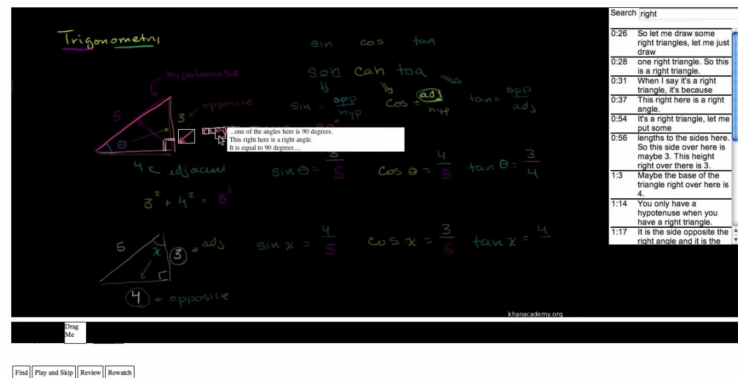 Trigonometry
sin cos tan
Soh cah toa
hypotenuse
5
3
opposite
sin = opp/hyp
cos = adj/hyp
tan = opp/adj
...one of the angles here is 90 degrees.
This right here is a right angle.
It is equal to 90 degrees....
θ
4 adjacent
sin θ = 3/5
cos θ = 4/5
tan θ = 3/4
3² + 4² = 5²
5
x
3 = adj
sin x = 4/5
cos x = 3/5
tan x = 4
4 = opposite
khanacademy.org
Search right
0:26 So let me draw some
right triangles, let me just
draw
0:28 one right triangle. So this
is a right triangle.
0:31 When I say it's a right
triangle, it's because
0:37 This right here is a right
angle.
0:54 It's a right triangle, let me
put some
0:56 lengths to the sides here.
So this side over here is
maybe 3. This height
right over there is 3.
1:3 Maybe the base of the
triangle right over here is
4.
1:14 You only have a
hypotenuse when you
have a right triangle.
1:17 It is the side opposite the
right angle and it is the
Drag
Me
Find Play and Skip Review Rewatch